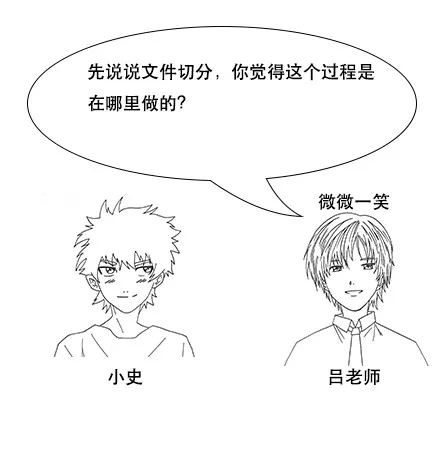 先说说文件切分，你觉得这个过程是
在哪里做的？
微微一笑
小史
吕老师